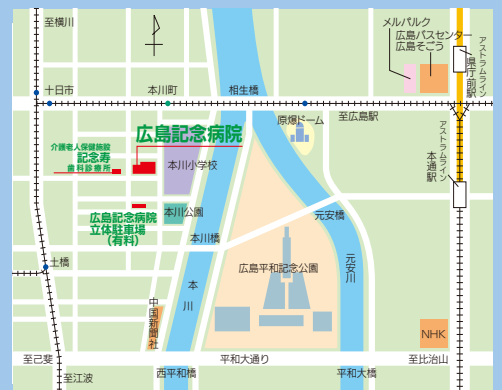 至横川
メルパルク
広島バスセンター
広島そごう
アストラムライン
県庁前駅
十日市
本川町
相生橋
原爆ドーム
至広島駅
広島記念病院
介護老人保健施設
記念寿
歯科診療所
本川小学校
アストラムライン
本通駅
広島記念病院
立体駐車場
(有料)
本川公園
元安橋
本川橋
土橋
広島平和記念公園
元安川
本川
中国新聞社
NHK
至己斐
平和大通り
至比治山
至江波
西平和橋
平和大橋